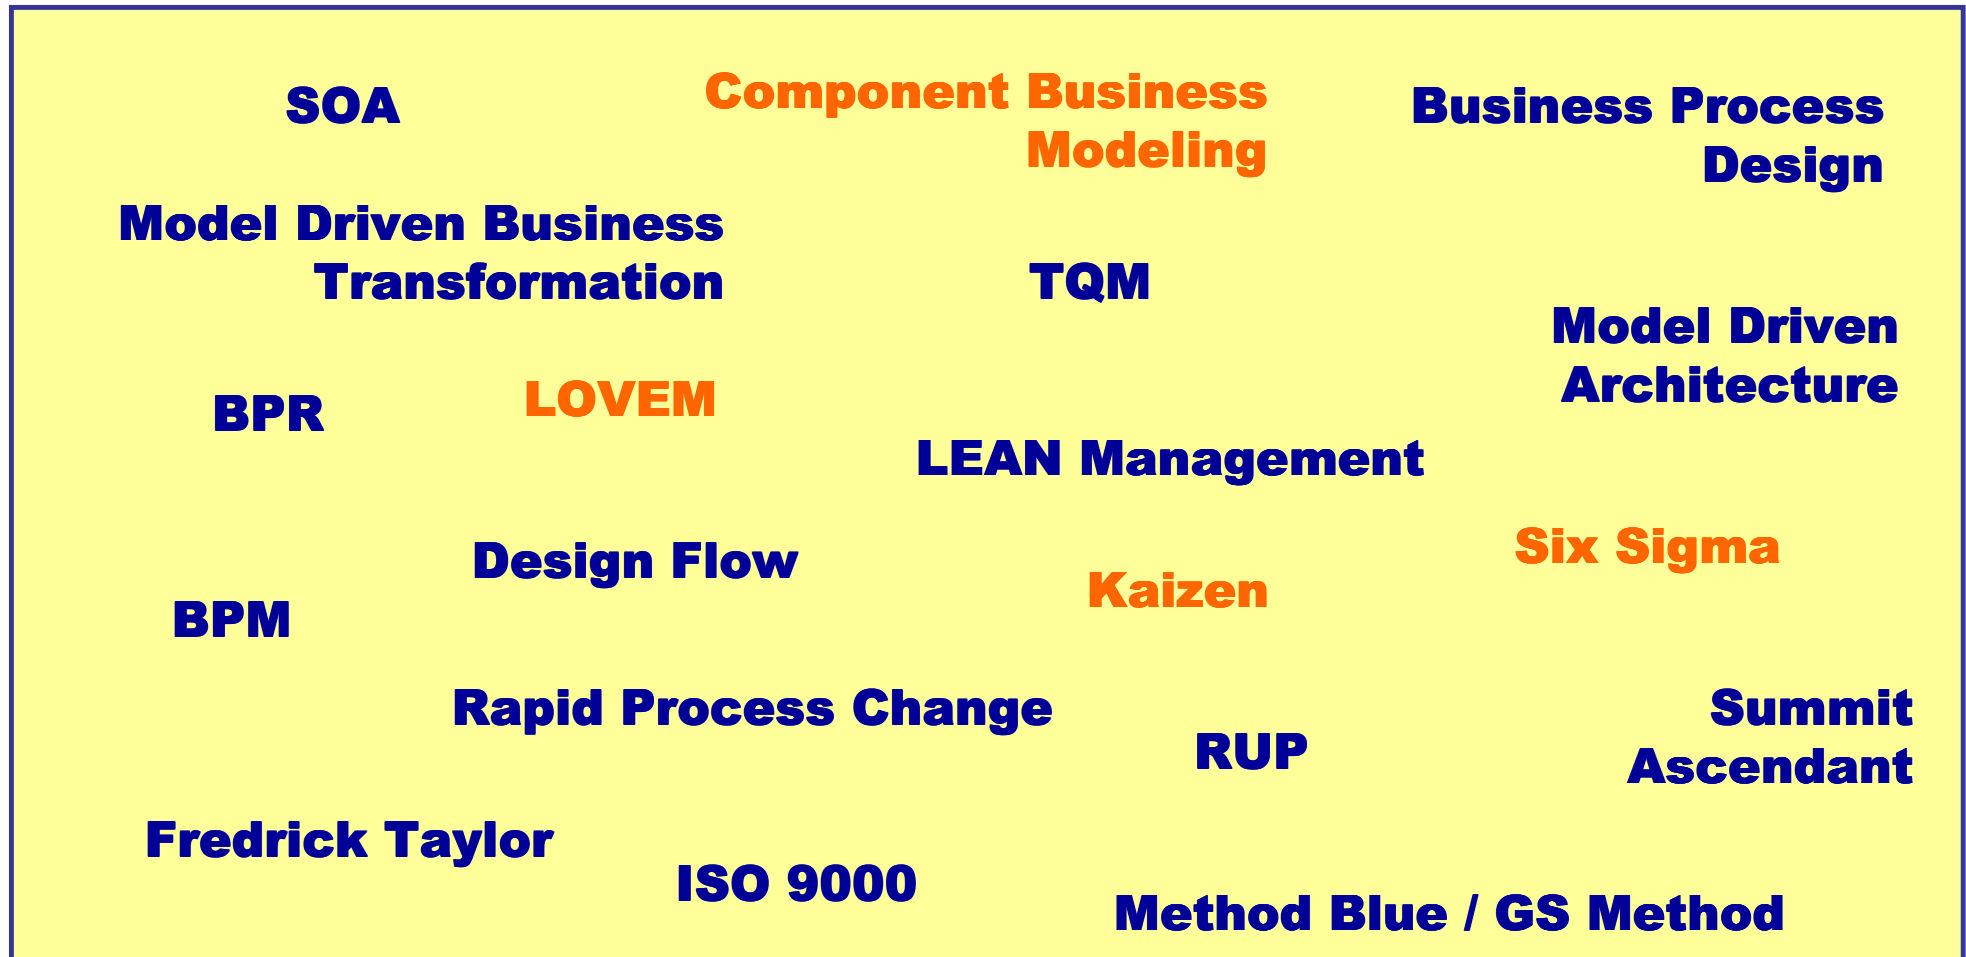 SOA
Component Business
Modeling
Business Process
Design
Model Driven Business
Transformation
TQM
Model Driven
Architecture
BPR
LOVEM
LEAN Management
Six Sigma
Design Flow
Kaizen
BPM
Rapid Process Change
RUP
Summit
Ascendant
Fredrick Taylor
ISO 9000
Method Blue / GS Method